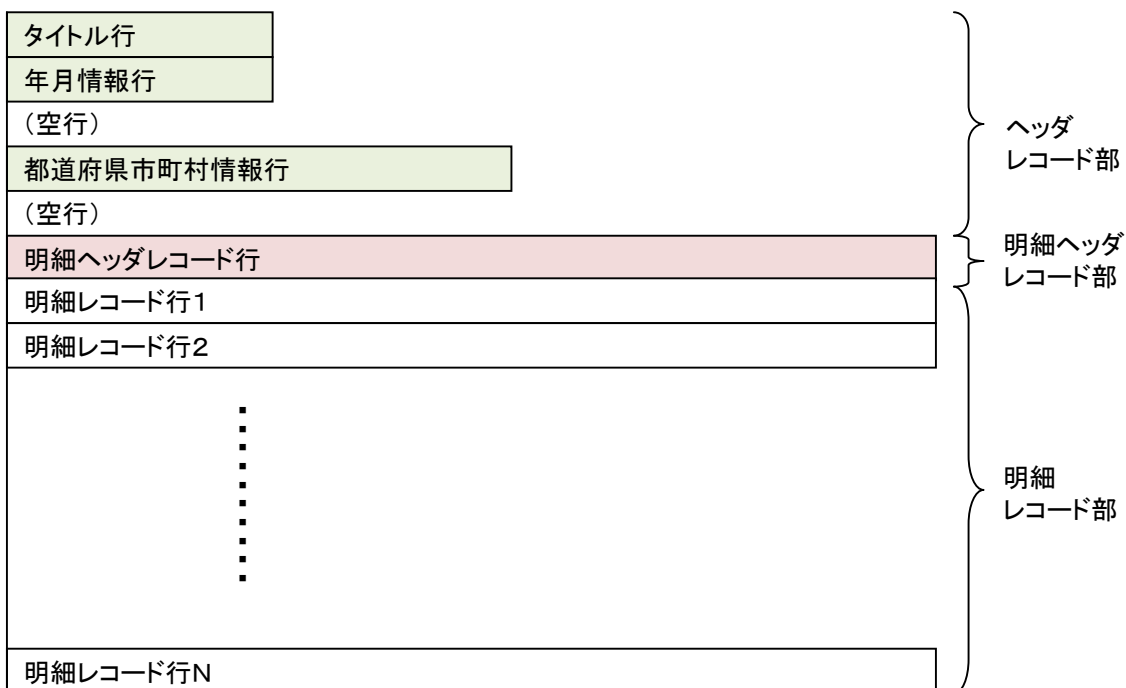 タイトル行
年月情報行
(空行)
都道府県市町村情報行
(空行)
明細ヘッダレコード行
明細レコード行1
明細レコード行2
明細レコード行N
ヘッダ
レコード部
明細ヘッダ
レコード部
明細
レコード部